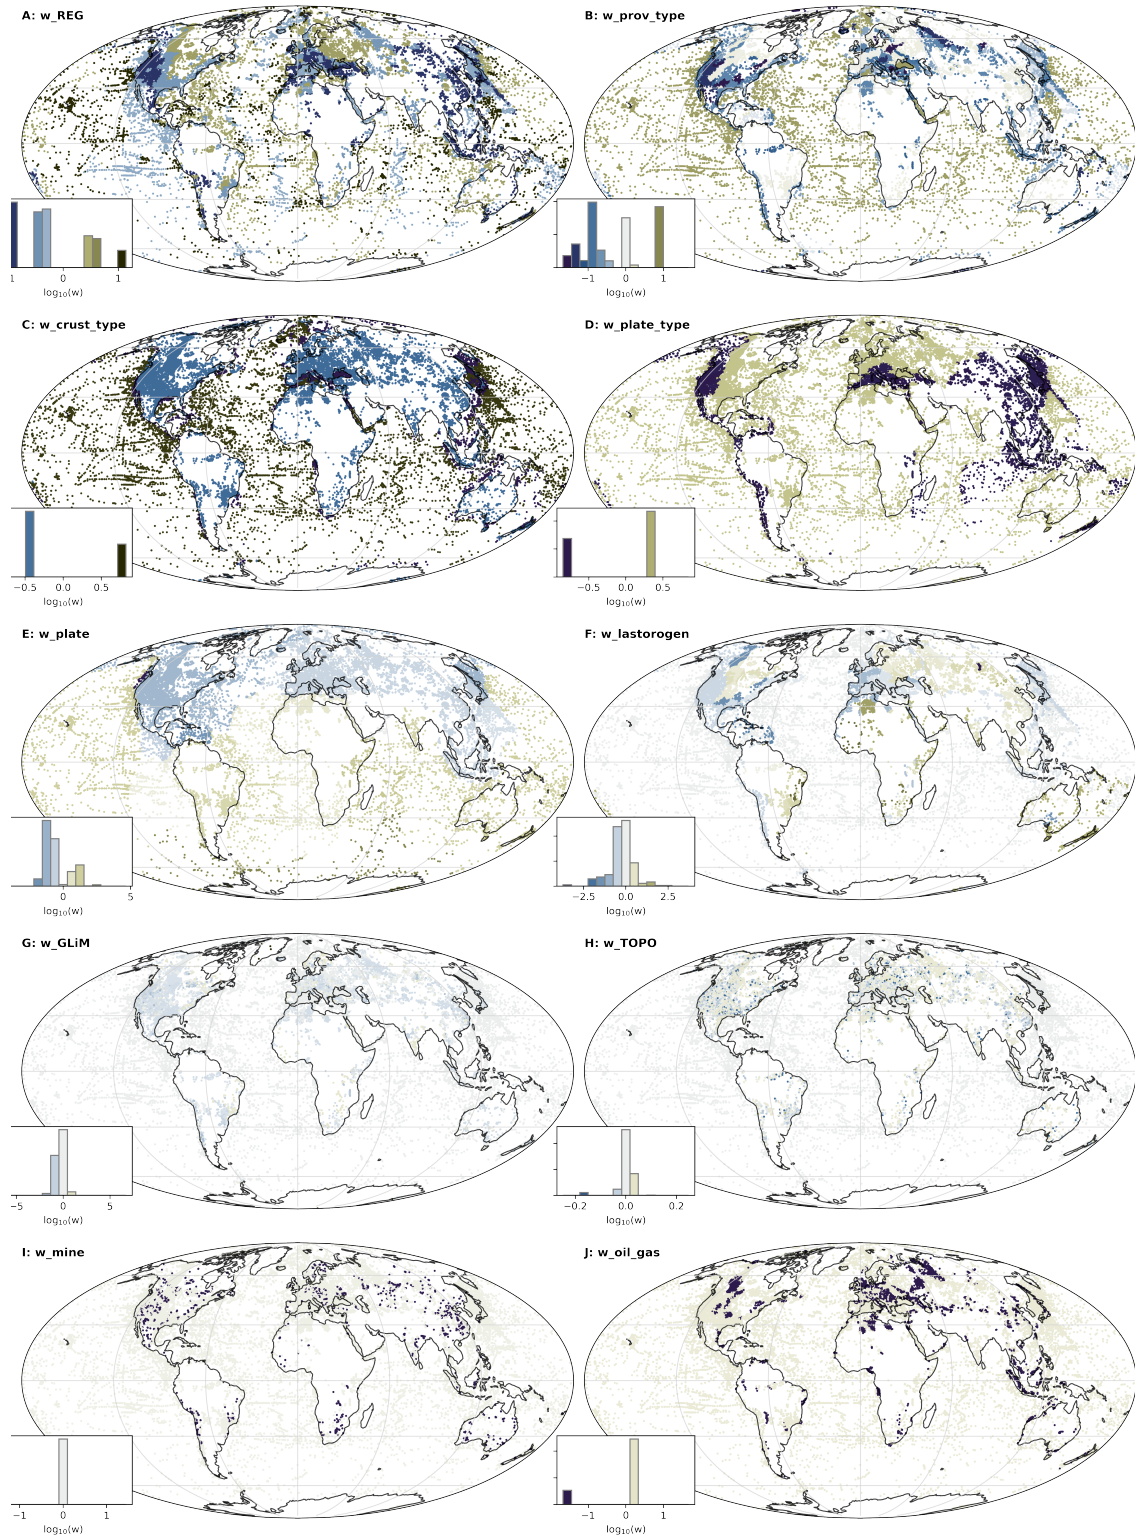 A: w_REG
B: w_prov_type
1 0 1
log₁₀(w)
−1 0 1
log₁₀(w)
C: w_crust_type
D: w_plate_type
−0.5 0.0 0.5
log₁₀(w)
−0.5 0.0 0.5
log₁₀(w)
E: w_plate
F: w_lastorogen
0 5
log₁₀(w)
−2.5 0.0 2.5
log₁₀(w)
G: w_GLiM
H: w_TOPO
−5 0 5
log₁₀(w)
−0.2 0.0 0.2
log₁₀(w)
I: w_mine
J: w_oil_gas
−1 0 1
log₁₀(w)
−1 0 1
log₁₀(w)